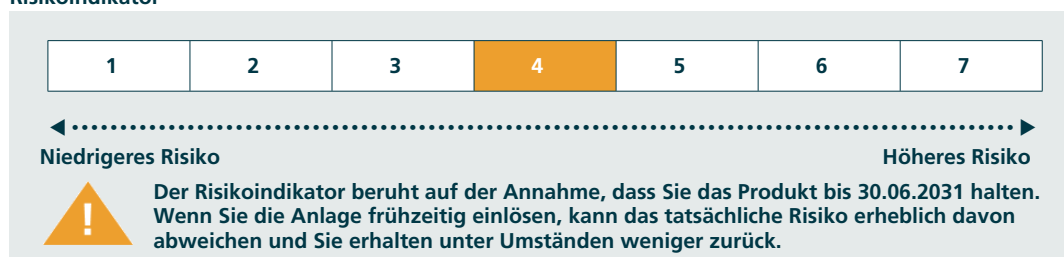 Risikoindikator
1 2 3 4 5 6 7
Niedrigeres Risiko Höheres Risiko
! Der Risikoindikator beruht auf der Annahme, dass Sie das Produkt bis 30.06.2031 halten.
Wenn Sie die Anlage frühzeitig einlösen, kann das tatsächliche Risiko erheblich davon
abweichen und Sie erhalten unter Umständen weniger zurück.